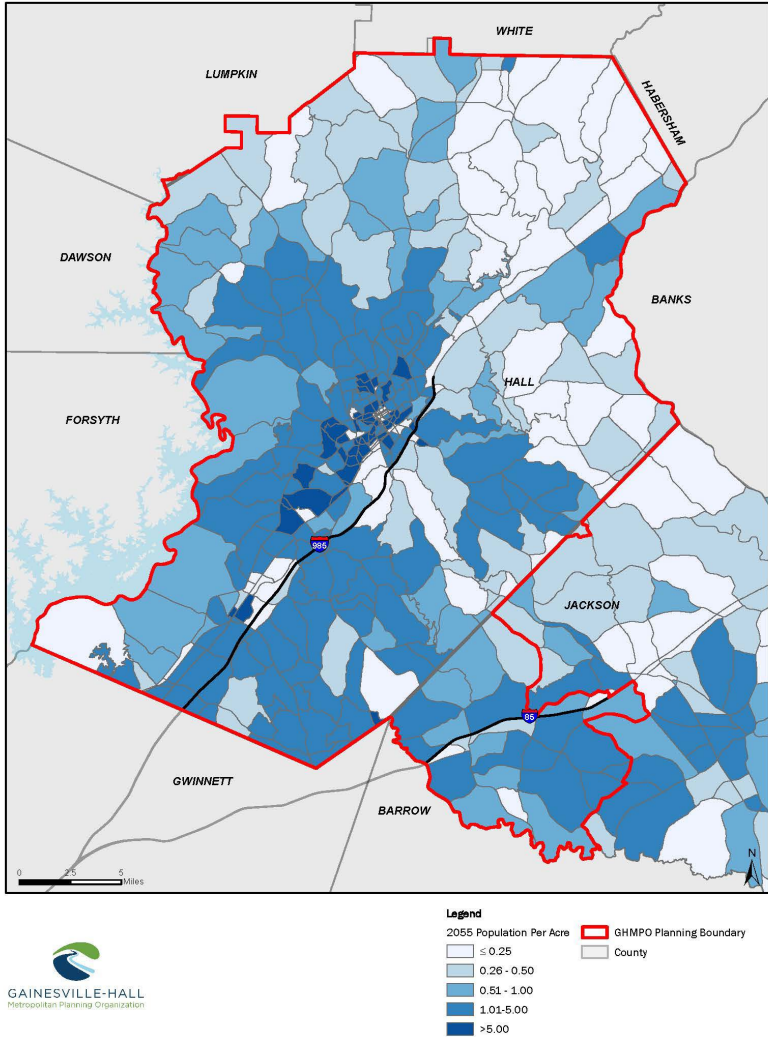 WHITE
LUMPKIN
HABERSHAM
DAWSON
BANKS
HALL
FORSYTH
985
JACKSON
85
GWINNETT
BARROW
N
0 2.5 5
Miles
Legend
2055 Population Per Acre
≤ 0.25
0.26 - 0.50
0.51 - 1.00
1.01-5.00
>5.00
GHMPO Planning Boundary
County
GAINESVILLE-HALL
Metropolitan Planning Organization